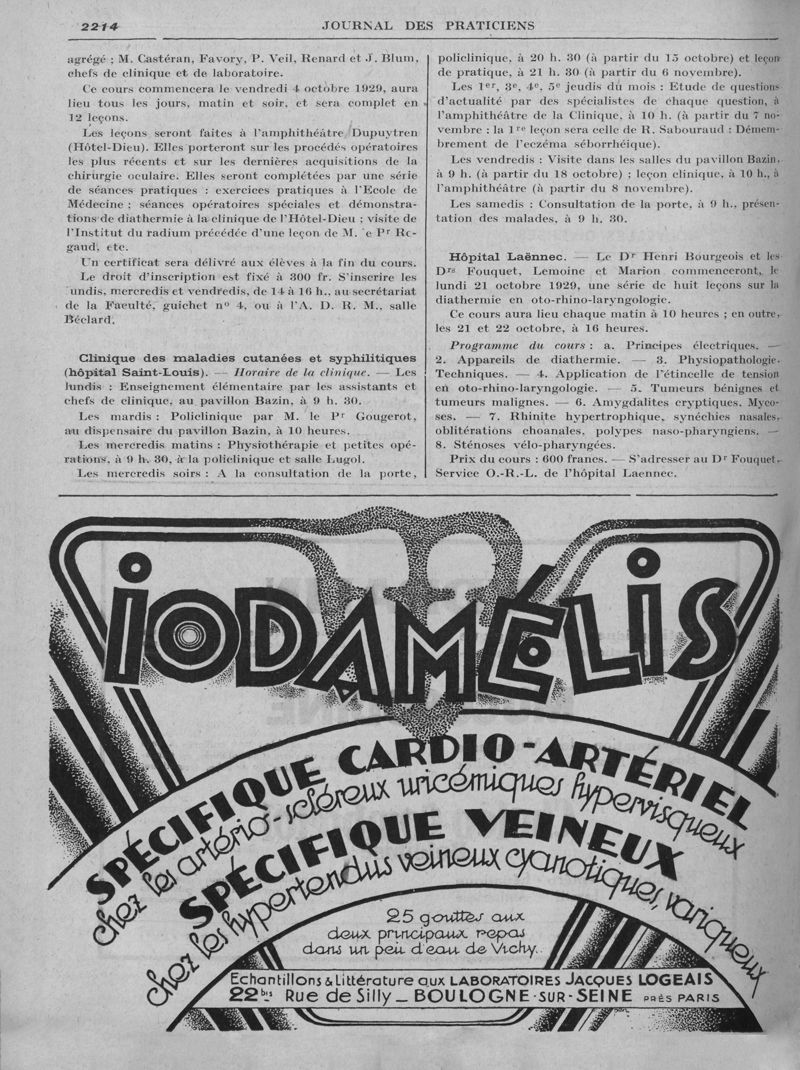 2214
JOURNAL DES PRATICIENS
agrégé ; M. Castéran, Favory, P. Veil, Renard et J. Blum,
chefs de clinique et de laboratoire.
Ce cours commencera le vendredi 4 octobre 1929, aura
lieu tous les jours, matin et soir, et sera complet en
12 leçons.
Les leçons seront faites à l'amphithéâtre Dupuytren
(Hôtel-Dieu). Elles porteront sur les procédés opératoires
les plus récents et sur les dernières acquisitions de la
chirurgie oculaire. Elles seront complétées par une série
de séances pratiques : exercices pratiques à l'Ecole de
Médecine ; séances opératoires spéciales et démonstra-
tions de diathermie à la clinique de l'Hôtel-Dieu ; visite de
l'Institut du radium précédée d'une leçon de M. e Pr Re-
gaud, etc.
Un certificat sera délivré aux élèves à la fin du cours.
Le droit d'inscription est fixé à 300 fr. S'inscrire les
undis, mercredis et vendredis, de 14 à 16 h., au secrétariat
de la Faculté, guichet no 4, ou à l'A. D. R. M., salle
Béclard.
Clinique des maladies cutanées et syphilitiques
(hôpital Saint-Louis). — Horaire de la clinique. — Les
lundis : Enseignement élémentaire par les assistants et
chefs de clinique, au pavillon Bazin, à 9 h. 30.
Les mardis : Policlinique par M. le Pr Gougerot,
au dispensaire du pavillon Bazin, à 10 heures.
Les mercredis matins : Physiothérapie et petites opé-
rations, à 9 h. 30, à la policlinique et salle Lugol.
Les mercredis soirs : A la consultation de la porte,
policlinique, à 20 h. 30 (à partir du 15 octobre) et leçon
de pratique, à 21 h. 30 (à partir du 6 novembre).
Les 1er, 3e, 4e, 5e jeudis du mois : Etude de questions
d'actualité par des spécialistes de chaque question, à
l'amphithéâtre de la Clinique, à 10 h. (à partir du 7 no-
vembre : la 1re leçon sera celle de R. Sabouraud : Démem-
brement de l'eczéma séborrhéique).
Les vendredis : Visite dans les salles du pavillon Bazin,
à 9 h. (à partir du 18 octobre) ; leçon clinique, à 10 h., à
l'amphithéâtre (à partir du 8 novembre).
Les samedis : Consultation de la porte, à 9 h., présen-
tation des malades, à 9 h. 30.
Hôpital Laënnec. — Le Dr Henri Bourgeois et les
Drs Fouquet, Lemoine et Marion commenceront, le
lundi 21 octobre 1929, une série de huit leçons sur la
diathermie en oto-rhino-laryngologie.
Ce cours aura lieu chaque matin à 10 heures ; en outre,
les 21 et 22 octobre, à 16 heures.
Programme du cours : a. Principes électriques. —
2. Appareils de diathermie. — 3. Physiopathologie.
Techniques. — 4. Application de l'étincelle de tension
en oto-rhino-laryngologie. — 5. Tumeurs bénignes et
tumeurs malignes. — 6. Amygdalites cryptiques. Myco-
ses. — 7. Rhinite hypertrophique, synéchies nasales,
oblitérations choanales, polypes naso-pharyngiens. —
8. Sténoses vélo-pharyngées.
Prix du cours : 600 francs. — S'adresser au Dr Fouquet.
Service O.-R.-L. de l'hôpital Laennec.
IODAMÉLIS
SPÉCIFIQUE CARDIO-ARTÉRIEL
chez les artério-scléreux uricémiques hypervisqueux
SPÉCIFIQUE VEINEUX
chez les hypertendus veineux cyanotiques, variqueux
25 gouttes aux
deux principaux repas
dans un peu d'eau de Vichy.
Echantillons & Littérature aux LABORATOIRES JACQUES LOGEAIS
22bis Rue de Silly _ BOULOGNE-SUR-SEINE PRÈS PARIS